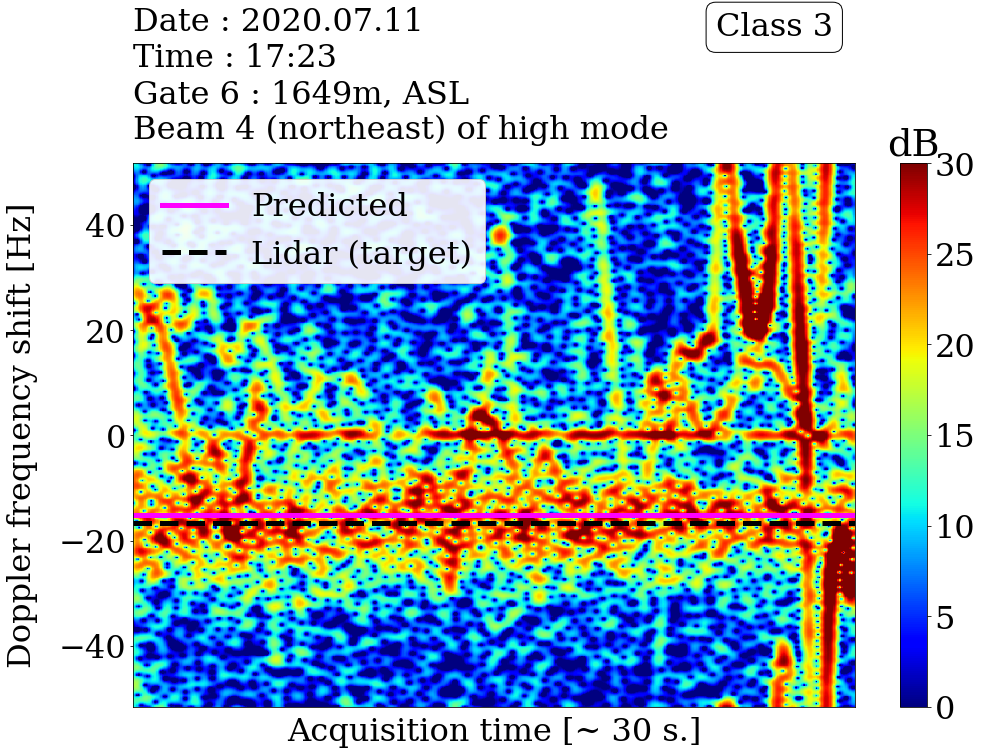 Date : 2020.07.11
Time : 17:23
Gate 6 : 1649m, ASL
Beam 4 (northeast) of high mode
Class 3
dB
Predicted
Lidar (target)
Doppler frequency shift [Hz]
40
20
0
−20
−40
30
25
20
15
10
5
0
Acquisition time [~ 30 s.]